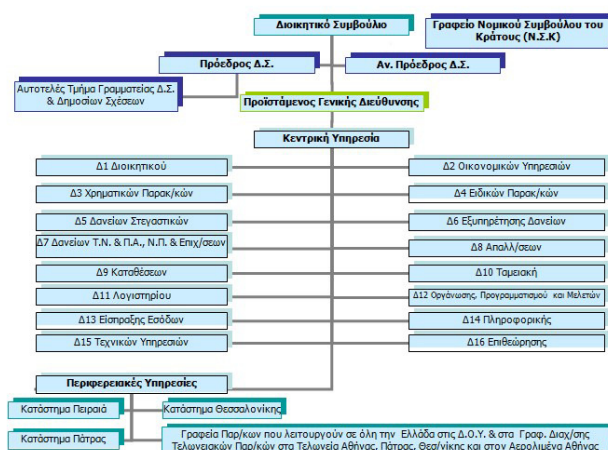 Διοικητικό Συμβούλιο
Γραφείο Νομικού Συμβούλου του
Κράτους (Ν.Σ.Κ)
Πρόεδρος Δ.Σ.
Αν. Πρόεδρος Δ.Σ.
Αυτοτελές Τμήμα Γραμματείας Δ.Σ.
& Δημοσίων Σχέσεων
Προϊστάμενος Γενικής Διεύθυνσης
Κεντρική Υπηρεσία
Δ1 Διοικητικού
Δ2 Οικονομικών Υπηρεσιών
Δ3 Χρηματικών Παρακ/κών
Δ4 Ειδικών Παρακ/κών
Δ5 Δανείων Στεγαστικών
Δ6 Εξυπηρέτησης Δανείων
Δ7 Δανείων Τ.Ν. & Π.Α., Ν.Π. & Επιχ/σεων
Δ8 Απαλλ/σεων
Δ9 Καταθέσεων
Δ10 Ταμειακή
Δ11 Λογιστηρίου
Δ12 Οργάνωσης, Προγραμματισμού και Μελετών
Δ13 Είσπραξης Εσόδων
Δ14 Πληροφορικής
Δ15 Τεχνικών Υπηρεσιών
Δ16 Επιθεώρησης
Περιφερειακές Υπηρεσίες
Κατάστημα Πειραιά
Κατάστημα Θεσσαλονίκης
Κατάστημα Πάτρας
Γραφεία Παρ/κων που λειτουργούν σε όλη την Ελλάδα στις Δ.Ο.Υ. & στα Γραφ. Διαχ/σης
Τελωνειακών Παρ/κών στα Τελωνεία Αθήνας, Πάτρας, Θεσ/νίκης και στον Αερολιμένα Αθήνας